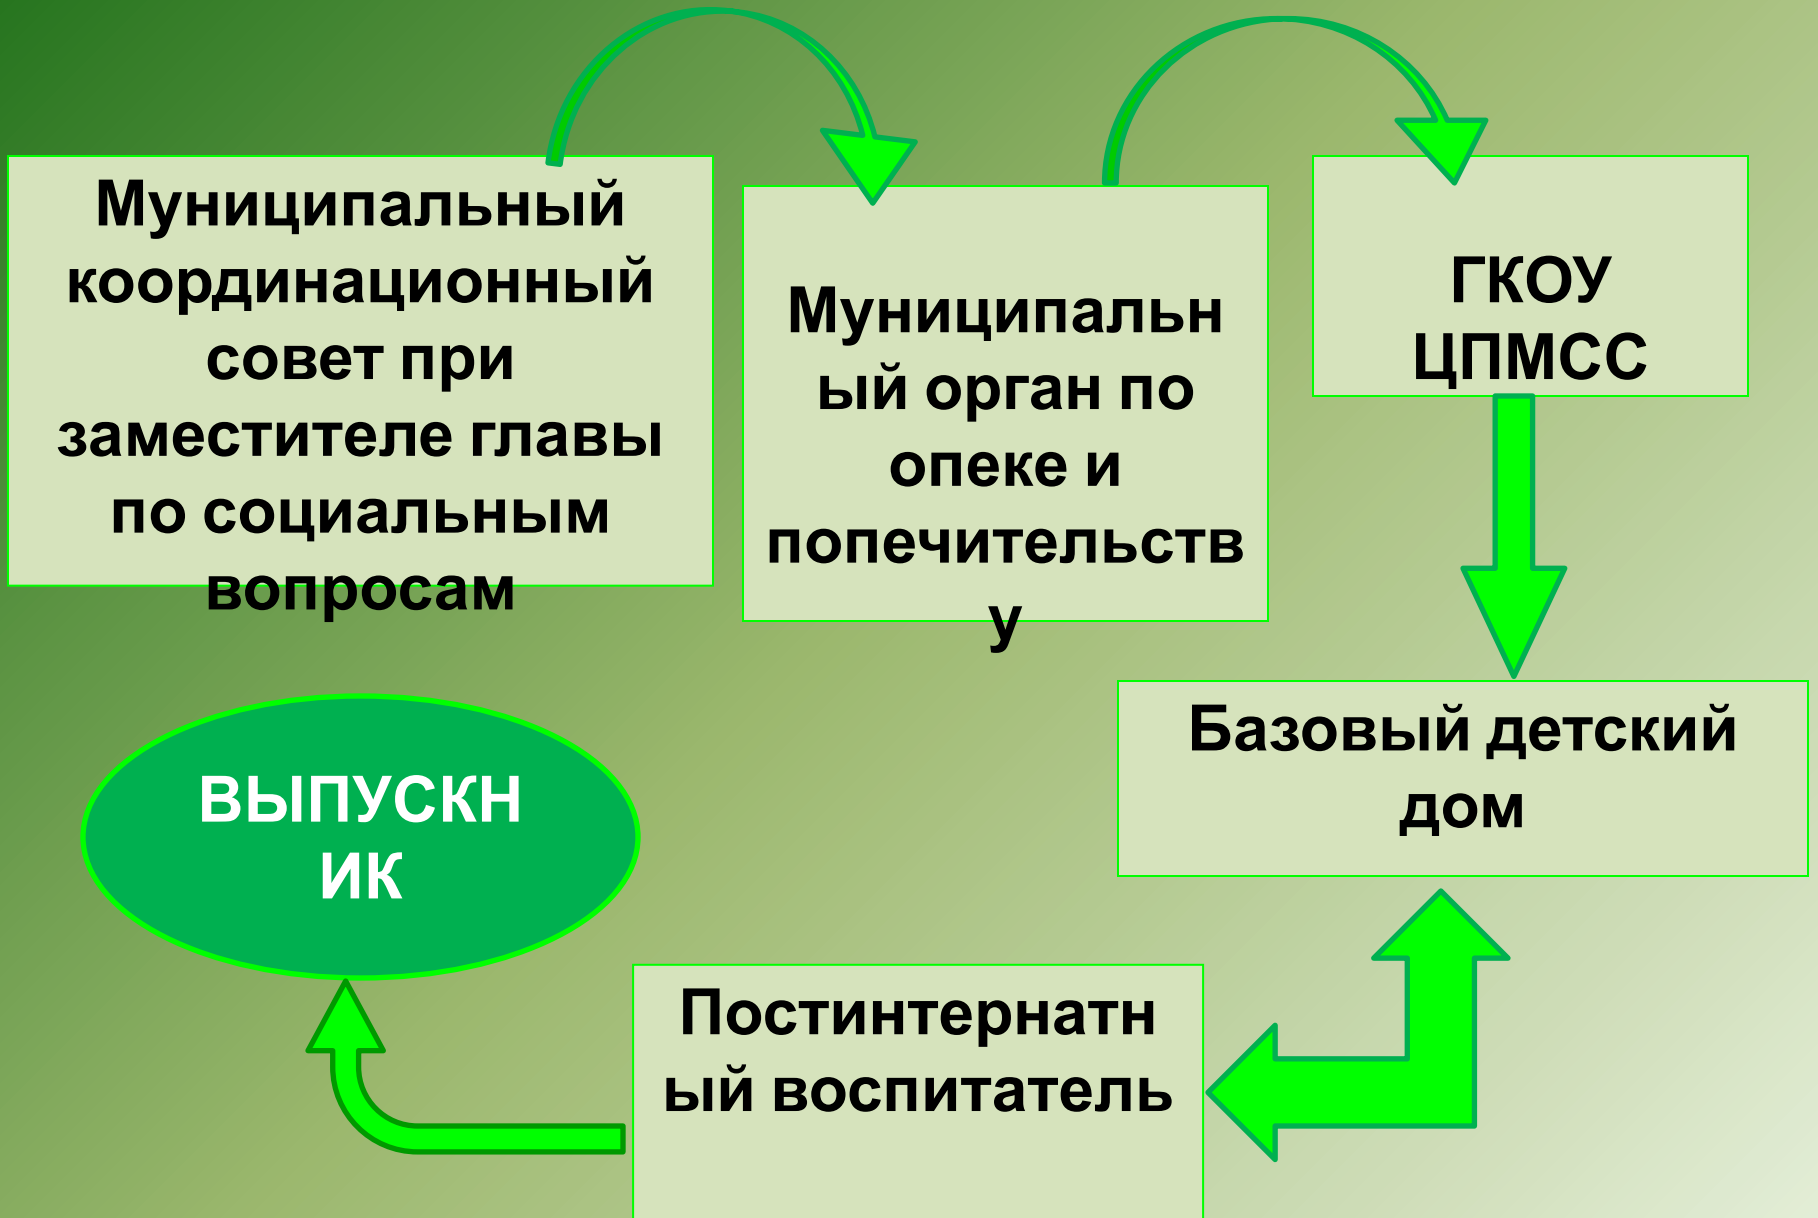 Муниципальный
координационный
совет при
заместителе главы
по социальным
вопросам
Муниципальн
ый орган по
опеке и
попечительств
у
ГКОУ
ЦПМСС
Базовый детский
дом
ВЫПУСКН
ИК
Постинтернатн
ый воспитатель